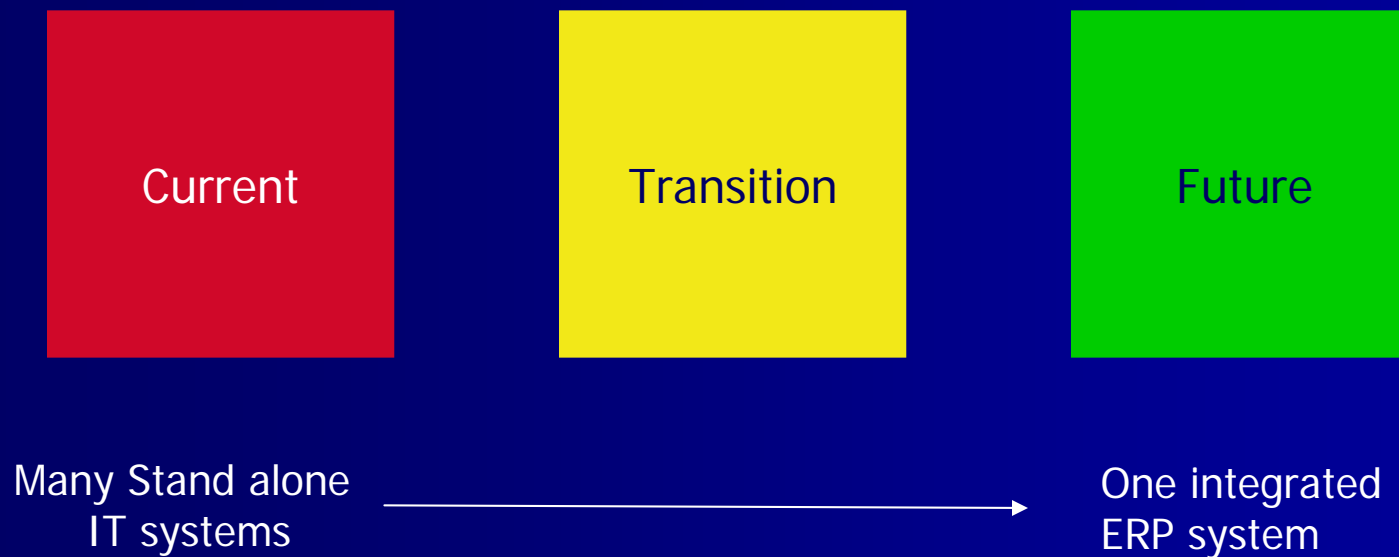 Current
Transition
Future
Many Stand alone
IT systems
One integrated
ERP system